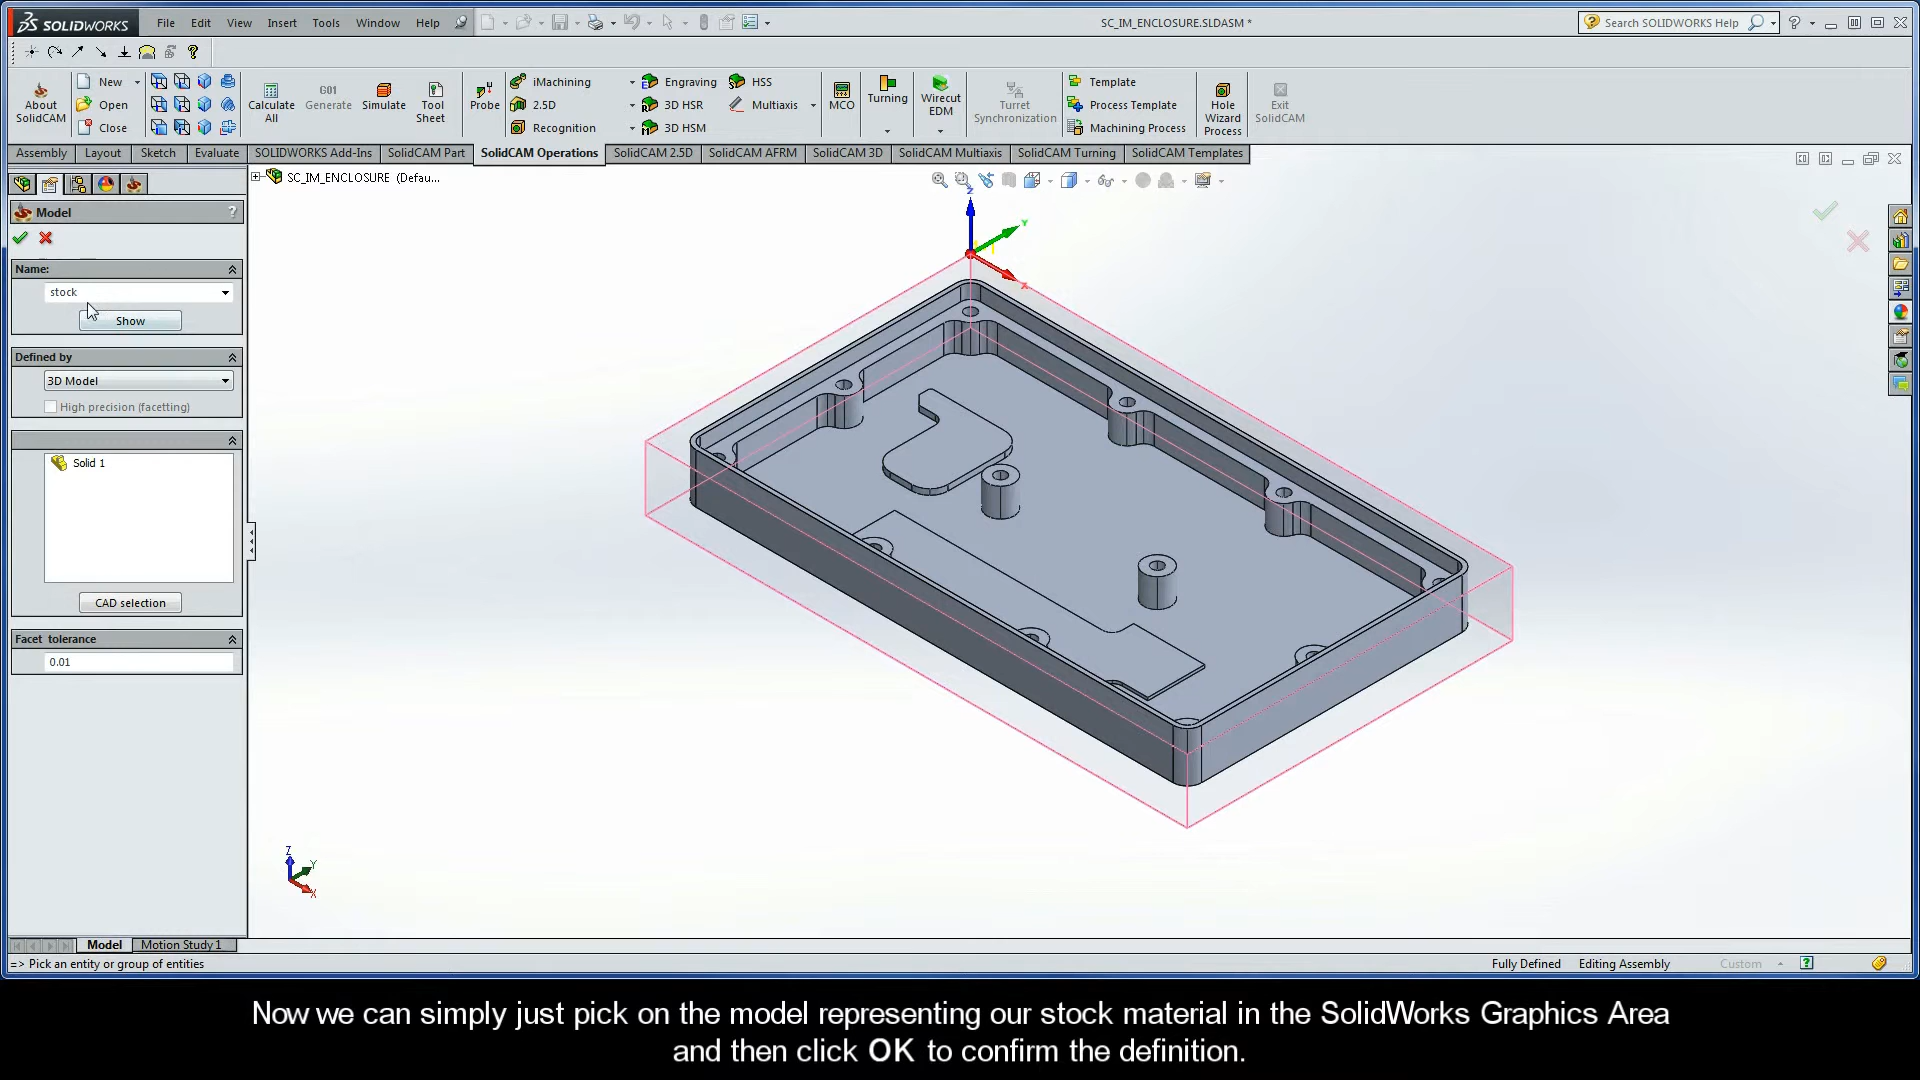 SOLIDWORKS File Edit View Insert Tools Window Help SC_IM_ENCLOSURE.SLDASM * Search SOLIDWORKS Help
About SolidCAM
New
Open
Close
Calculate All
G01 Generate
Simulate
Tool Sheet
Probe
iMachining
2.5D
Recognition
Engraving
3D HSR
3D HSM
HSS
Multiaxis
MCO
Turning
Wirecut EDM
Turret Synchronization
Template
Process Template
Machining Process
Hole Wizard Process
Exit SolidCAM
Assembly Layout Sketch Evaluate SOLIDWORKS Add-Ins SolidCAM Part SolidCAM Operations SolidCAM 2.5D SolidCAM AFRM SolidCAM 3D SolidCAM Multiaxis SolidCAM Turning SolidCAM Templates
SC_IM_ENCLOSURE (Defau...
Model ?
Name:
stock
Show
Defined by
3D Model
High precision (facetting)
Solid 1
CAD selection
Facet tolerance
0.01
Z
Y
X
Z
Y
X
Model Motion Study 1
=> Pick an entity or group of entities Fully Defined Editing Assembly Custom
Now we can simply just pick on the model representing our stock material in the SolidWorks Graphics Area
and then click OK to confirm the definition.